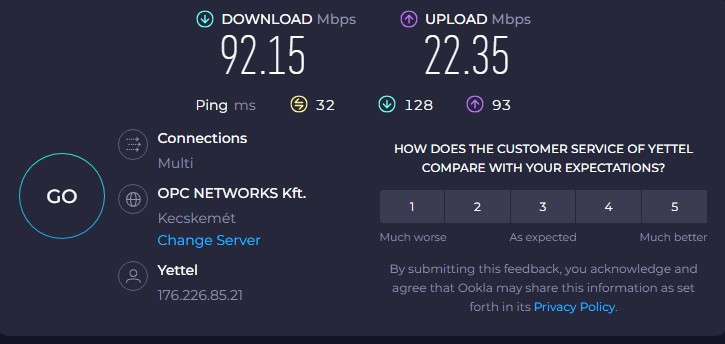 DOWNLOAD Mbps
92.15
UPLOAD Mbps
22.35
Ping ms 32 128 93
GO
Connections
Multi
OPC NETWORKS Kft.
Kecskemét
Change Server
Yettel
176.226.85.21
HOW DOES THE CUSTOMER SERVICE OF YETTEL
COMPARE WITH YOUR EXPECTATIONS?
1 2 3 4 5
Much worse As expected Much better
By submitting this feedback, you acknowledge and
agree that Ookla may share this information as set
forth in its Privacy Policy.